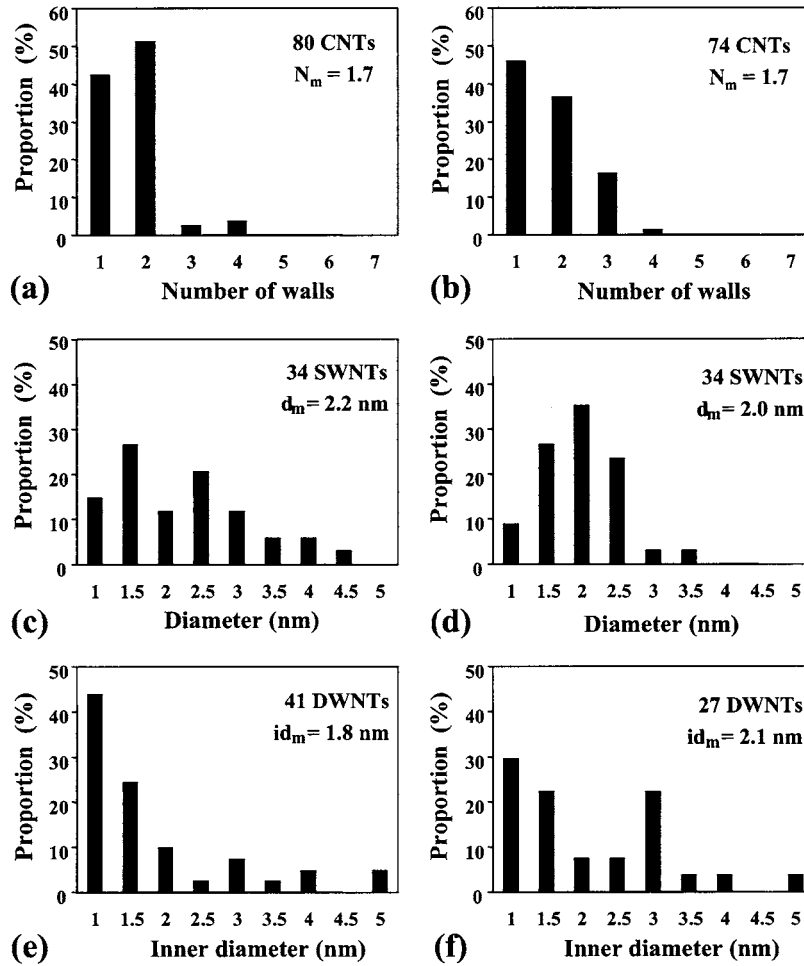 60
50
40
30
20
10
0
Proportion (%)
80 CNTs
Nm = 1.7
1 2 3 4 5 6 7
(a) Number of walls
60
50
40
30
20
10
0
Proportion (%)
74 CNTs
Nm = 1.7
1 2 3 4 5 6 7
(b) Number of walls
50
40
30
20
10
0
Proportion (%)
34 SWNTs
dm= 2.2 nm
1 1.5 2 2.5 3 3.5 4 4.5 5
(c) Diameter (nm)
50
40
30
20
10
0
Proportion (%)
34 SWNTs
dm= 2.0 nm
1 1.5 2 2.5 3 3.5 4 4.5 5
(d) Diameter (nm)
50
40
30
20
10
0
Proportion (%)
41 DWNTs
idm= 1.8 nm
1 1.5 2 2.5 3 3.5 4 4.5 5
(e) Inner diameter (nm)
50
40
30
20
10
0
Proportion (%)
27 DWNTs
idm= 2.1 nm
1 1.5 2 2.5 3 3.5 4 4.5 5
(f) Inner diameter (nm)